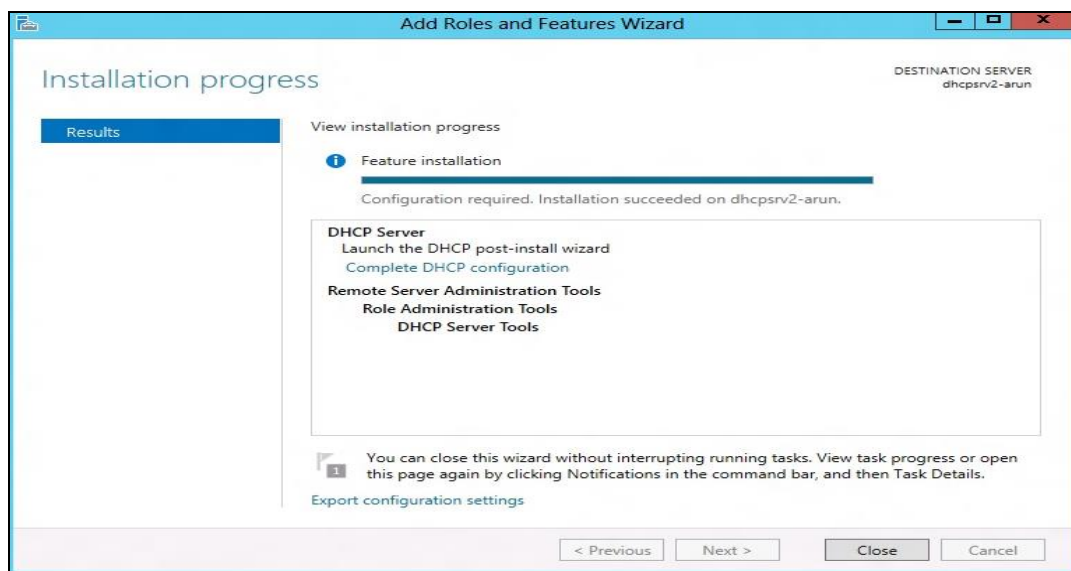 Add Roles and Features Wizard
Installation progress
DESTINATION SERVER
dhcpsrv2-arun
Results
View installation progress
Feature installation
Configuration required. Installation succeeded on dhcpsrv2-arun.
DHCP Server
Launch the DHCP post-install wizard
Complete DHCP configuration
Remote Server Administration Tools
Role Administration Tools
DHCP Server Tools
1
You can close this wizard without interrupting running tasks. View task progress or open
this page again by clicking Notifications in the command bar, and then Task Details.
Export configuration settings
< Previous
Next >
Close
Cancel